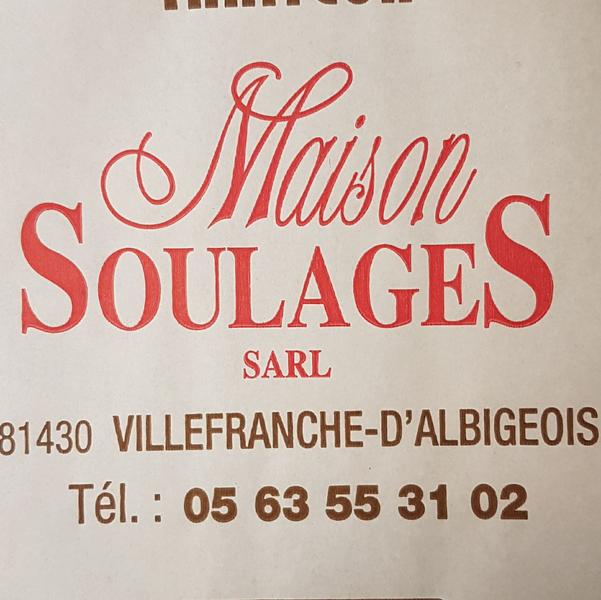 Maison
SOULAGES
SARL
81430 VILLEFRANCHE-D'ALBIGEOIS
Tél. : 05 63 55 31 02